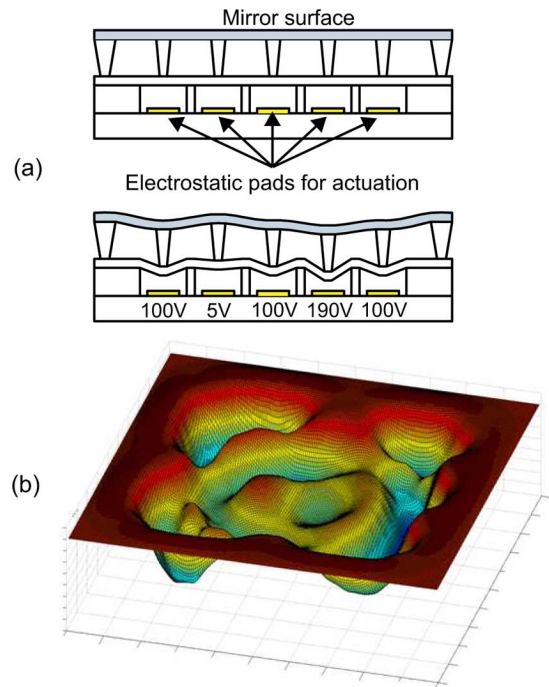 Mirror surface
(a)
Electrostatic pads for actuation
100V 5V 100V 190V 100V
(b)